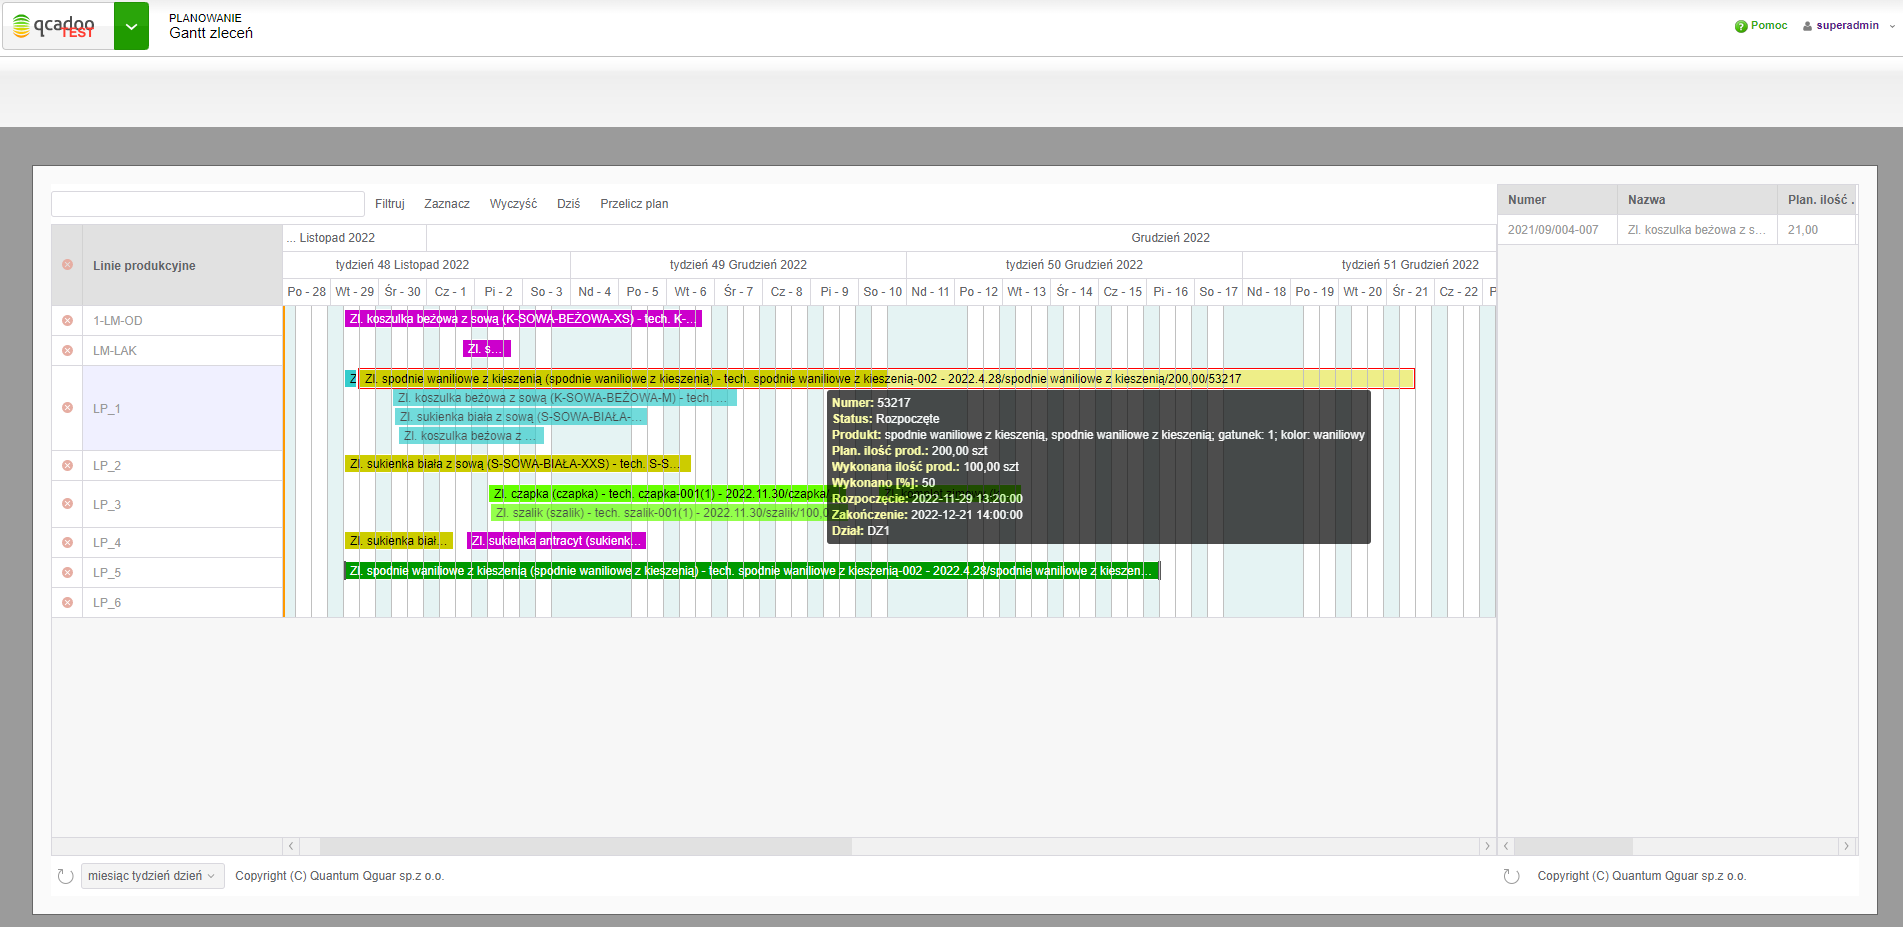 qcadoo
TEST
PLANOWANIE
Gantt zleceń
Pomoc
superadmin
Filtruj Zaznacz Wyczyść Dziś Przelicz plan
Numer Nazwa Plan. ilość .
2021/09/004-007 Zl. koszulka beżowa z s... 21,00
Linie produkcyjne
... Listopad 2022 Grudzień 2022
tydzień 48 Listopad 2022 tydzień 49 Grudzień 2022 tydzień 50 Grudzień 2022 tydzień 51 Grudzień 2022
Po - 28 Wt - 29 Śr - 30 Cz - 1 Pi - 2 So - 3 Nd - 4 Po - 5 Wt - 6 Śr - 7 Cz - 8 Pi - 9 So - 10 Nd - 11 Po - 12 Wt - 13 Śr - 14 Cz - 15 Pi - 16 So - 17 Nd - 18 Po - 19 Wt - 20 Śr - 21 Cz - 22 P
1-LM-OD Zl. koszulka beżowa z sową (K-SOWA-BEŻOWA-XS) - tech. K-...
LM-LAK Zl. s...
LP_1
Z Zl. spodnie waniliowe z kieszenią (spodnie waniliowe z kieszenią) - tech. spodnie waniliowe z kieszenią-002 - 2022.4.28/spodnie waniliowe z kieszenią/200,00/53217
Zl. koszulka beżowa z sową (K-SOWA-BEŻOWA-M) - tech. ...
Zl. sukienka biała z sową (S-SOWA-BIAŁA-...
Zl. koszulka beżowa z ...
Numer: 53217
Status: Rozpoczęte
Produkt: spodnie waniliowe z kieszenią, spodnie waniliowe z kieszenią; gatunek: 1; kolor: waniliowy
Plan. ilość prod.: 200,00 szt
Wykonana ilość prod.: 100,00 szt
Wykonano [%]: 50
Rozpoczęcie: 2022-11-29 13:20:00
Zakończenie: 2022-12-21 14:00:00
Dział: DZ1
LP_2 Zl. sukienka biała z sową (S-SOWA-BIAŁA-XXS) - tech. S-S...
LP_3
Zl. czapka (czapka) - tech. czapka-001(1) - 2022.11.30/czapka/
Zl. szalik (szalik) - tech. szalik-001(1) - 2022.11.30/szalik/100,0
LP_4 Zl. sukienka biał... Zl. sukienka antracyt (sukienk...
LP_5 Zl. spodnie waniliowe z kieszenią (spodnie waniliowe z kieszenią) - tech. spodnie waniliowe z kieszenią-002 - 2022.4.28/spodnie waniliowe z kieszen...
LP_6
miesiąc tydzień dzień Copyright (C) Quantum Qguar sp.z o.o.
Copyright (C) Quantum Qguar sp.z o.o.